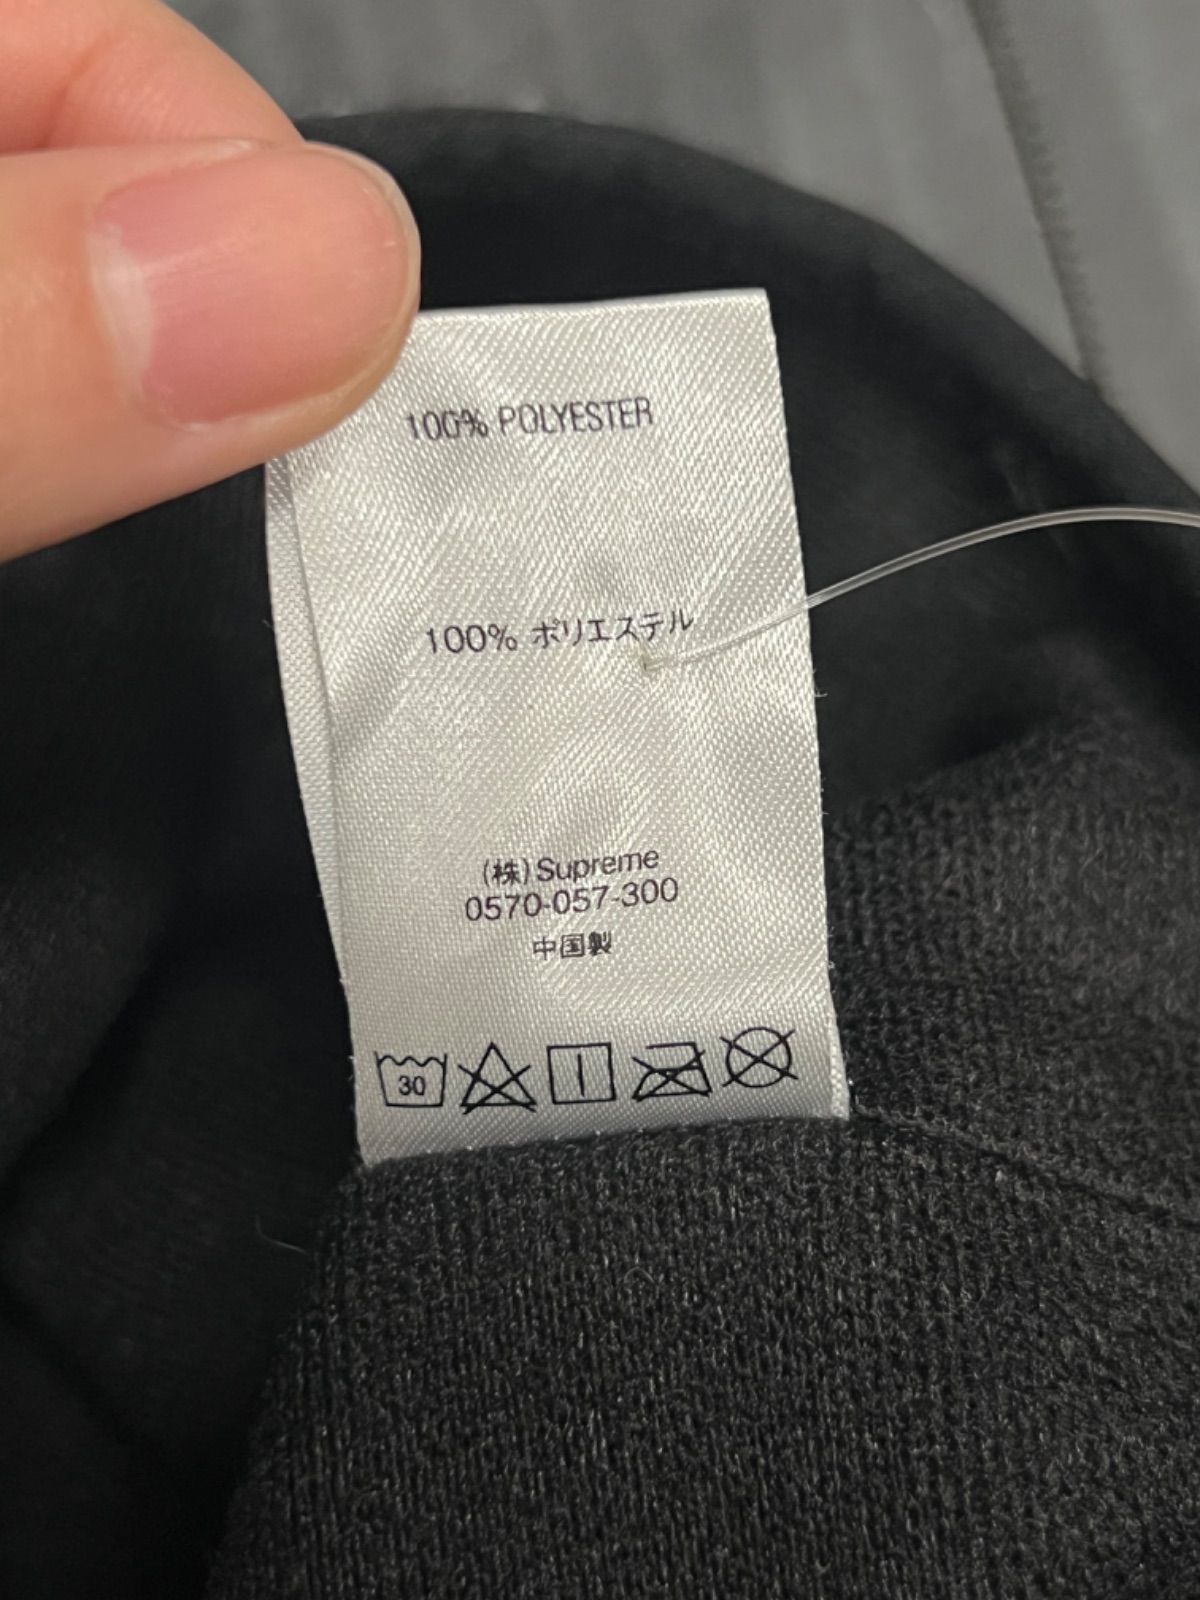 100% POLYESTER
100% ポリエステル
(株) Supreme
0570-057-300
中国製
30